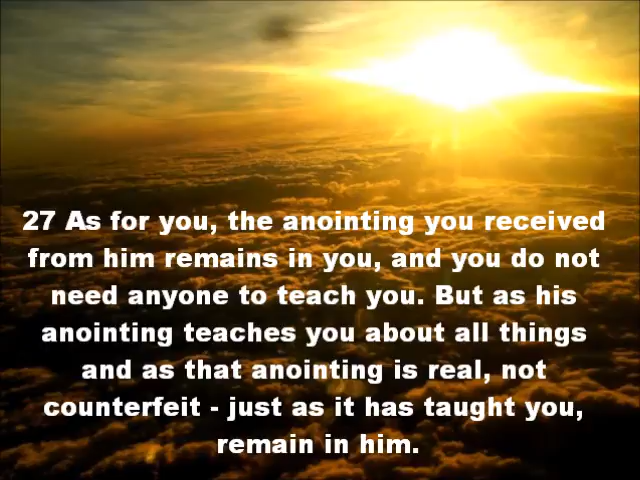 27 As for you, the anointing you received
from him remains in you, and you do not
need anyone to teach you. But as his
anointing teaches you about all things
and as that anointing is real, not
counterfeit - just as it has taught you,
remain in him.